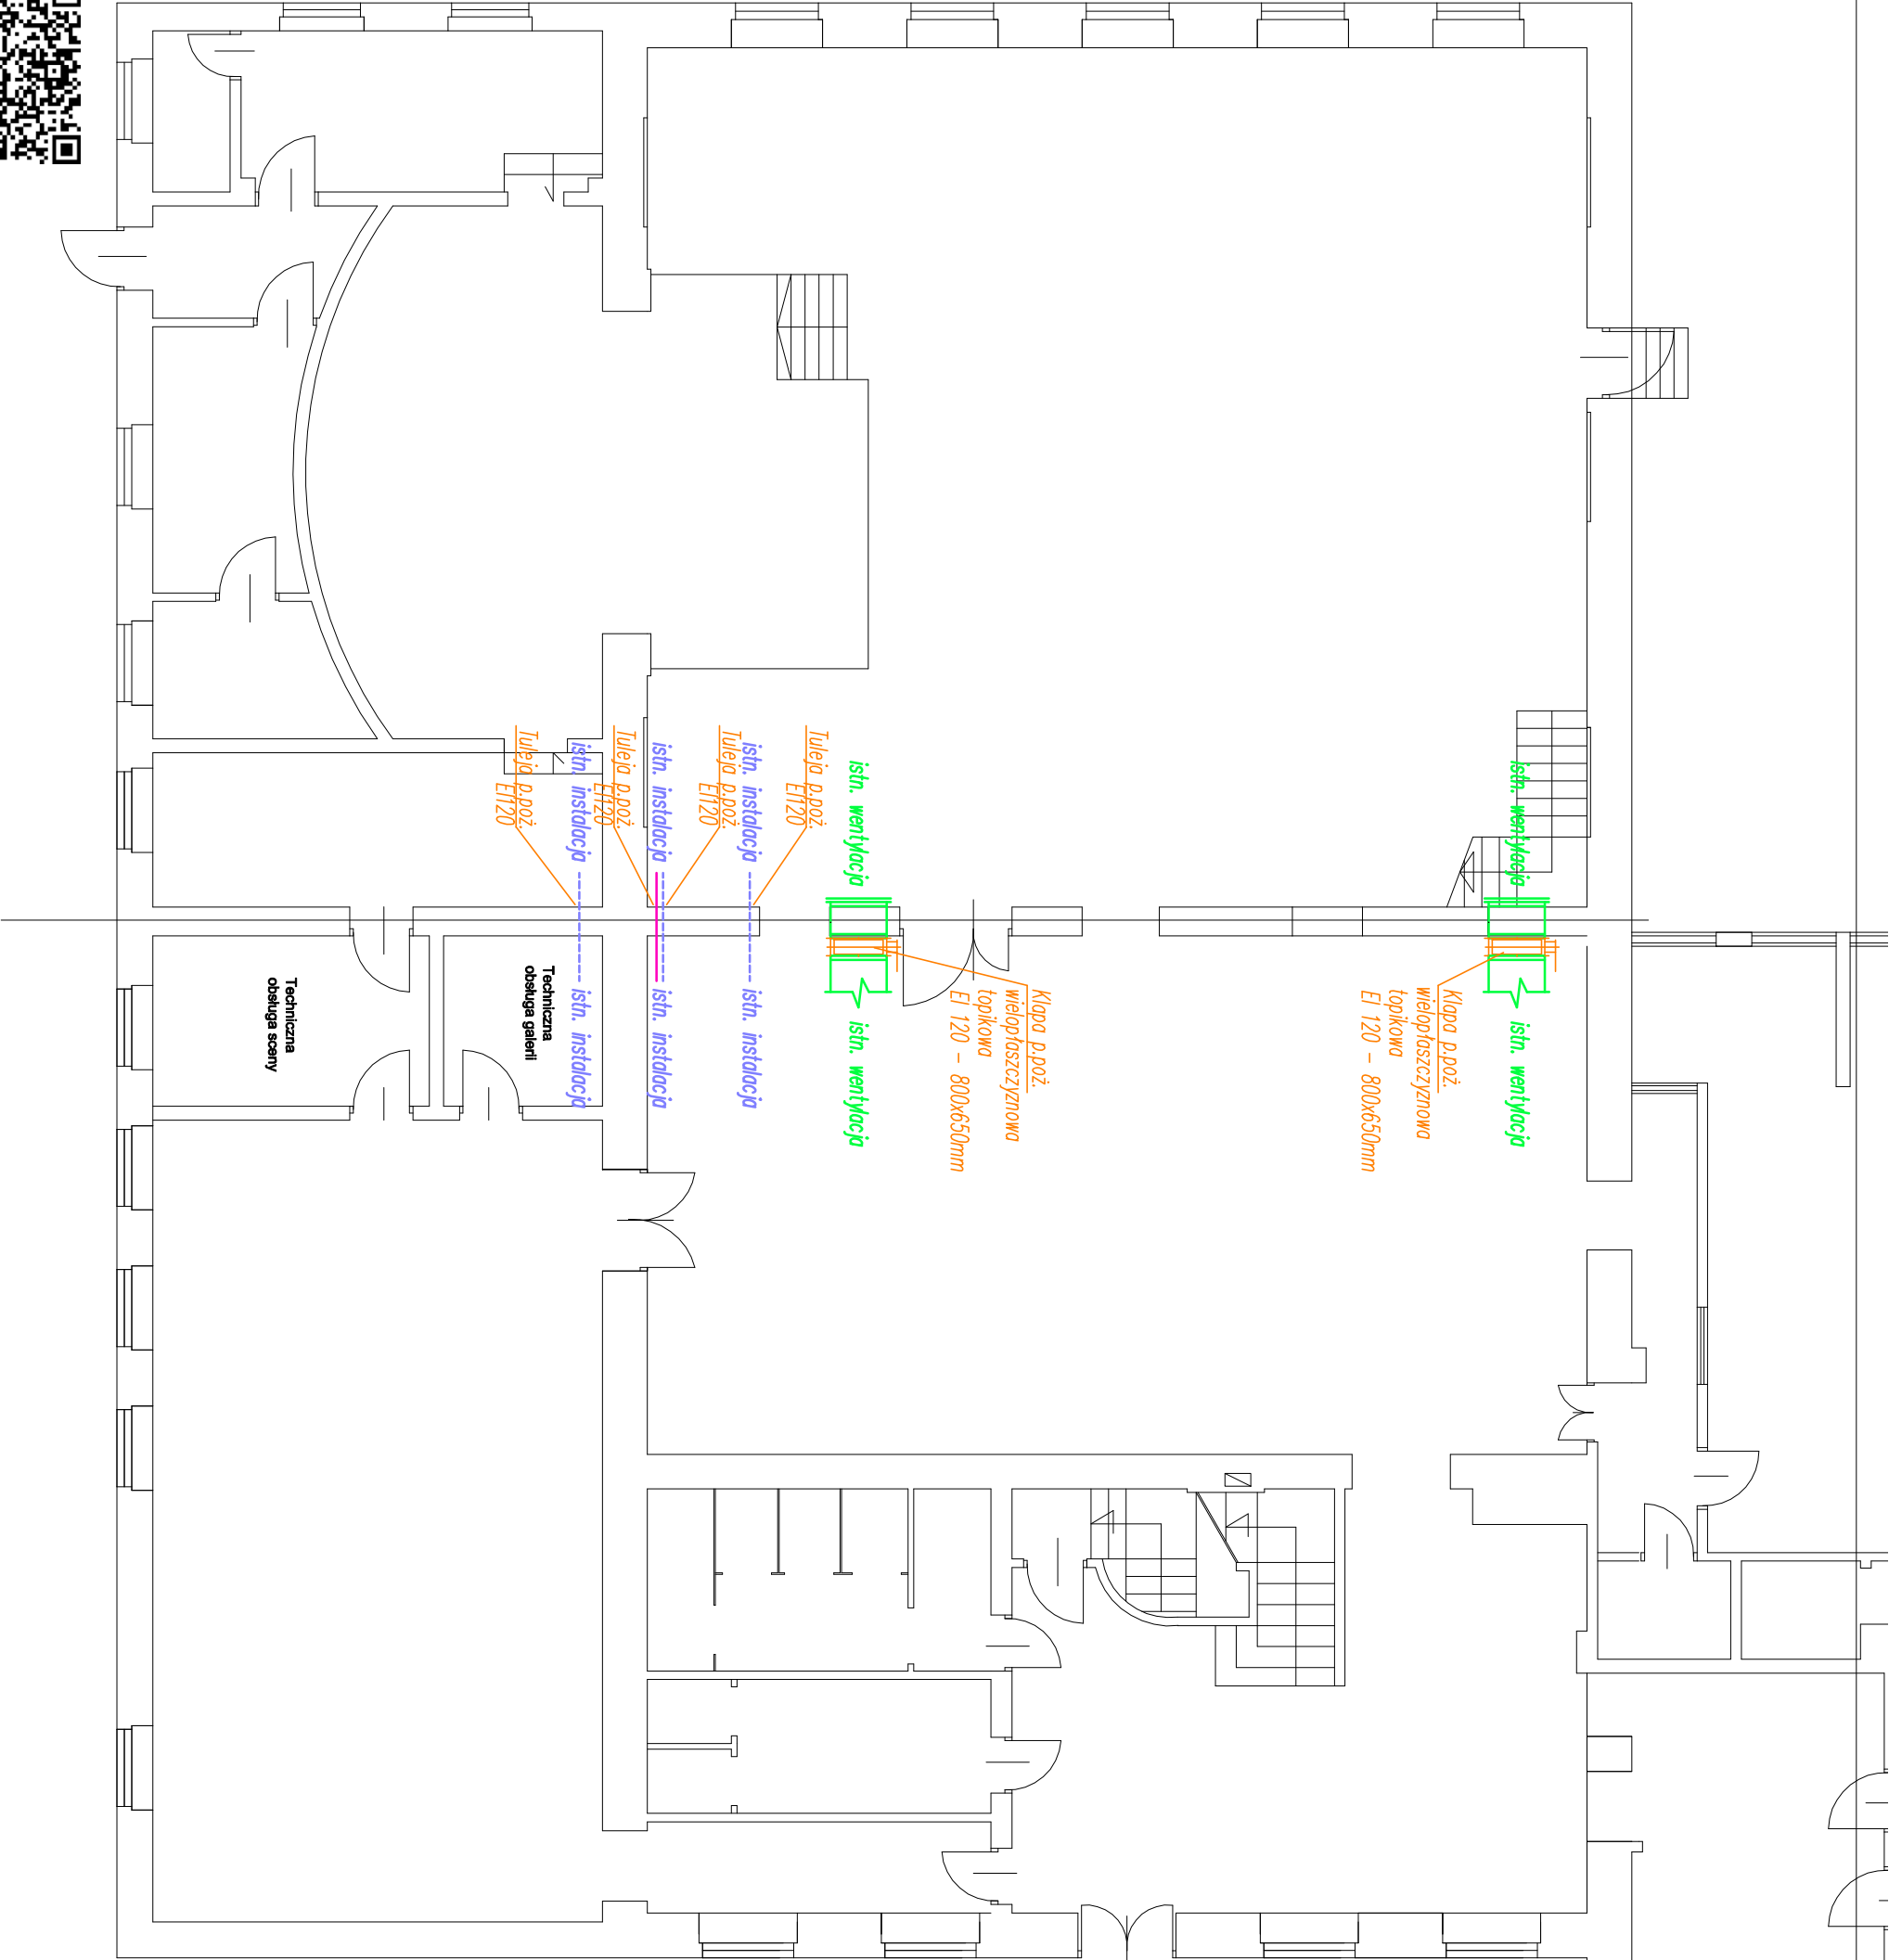 istn. wentylacja
istn. wentylacja
Klapa p.poż.
wielopłaszczyznowa
topikowa
EI 120 - 800x650mm
Klapa p.poż.
wielopłaszczyznowa
topikowa
EI 120 - 800x650mm
istn. wentylacja
istn. wentylacja
Tuleja p.poż.
EI120
istn. instalacja
istn. instalacja
Tuleja p.poż.
EI120
istn. instalacja
istn. instalacja
Tuleja p.poż.
EI120
istn. instalacja
istn. instalacja
Tuleja p.poż.
EI120
Techniczna
obsługa galerii
Techniczna
obsługa sceny